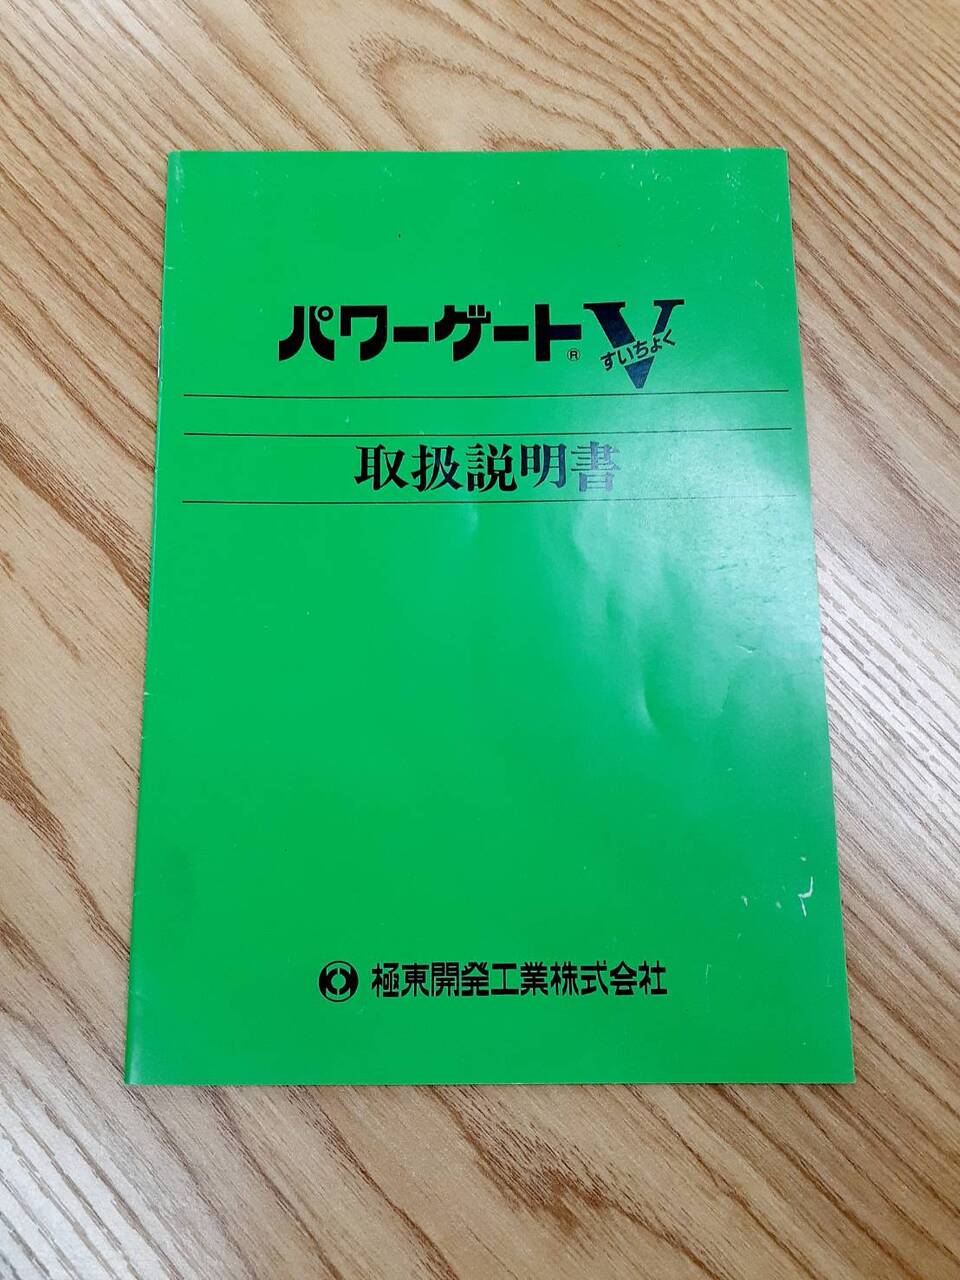 パワーゲート®V
すいちょく
取扱説明書
極東開発工業株式会社